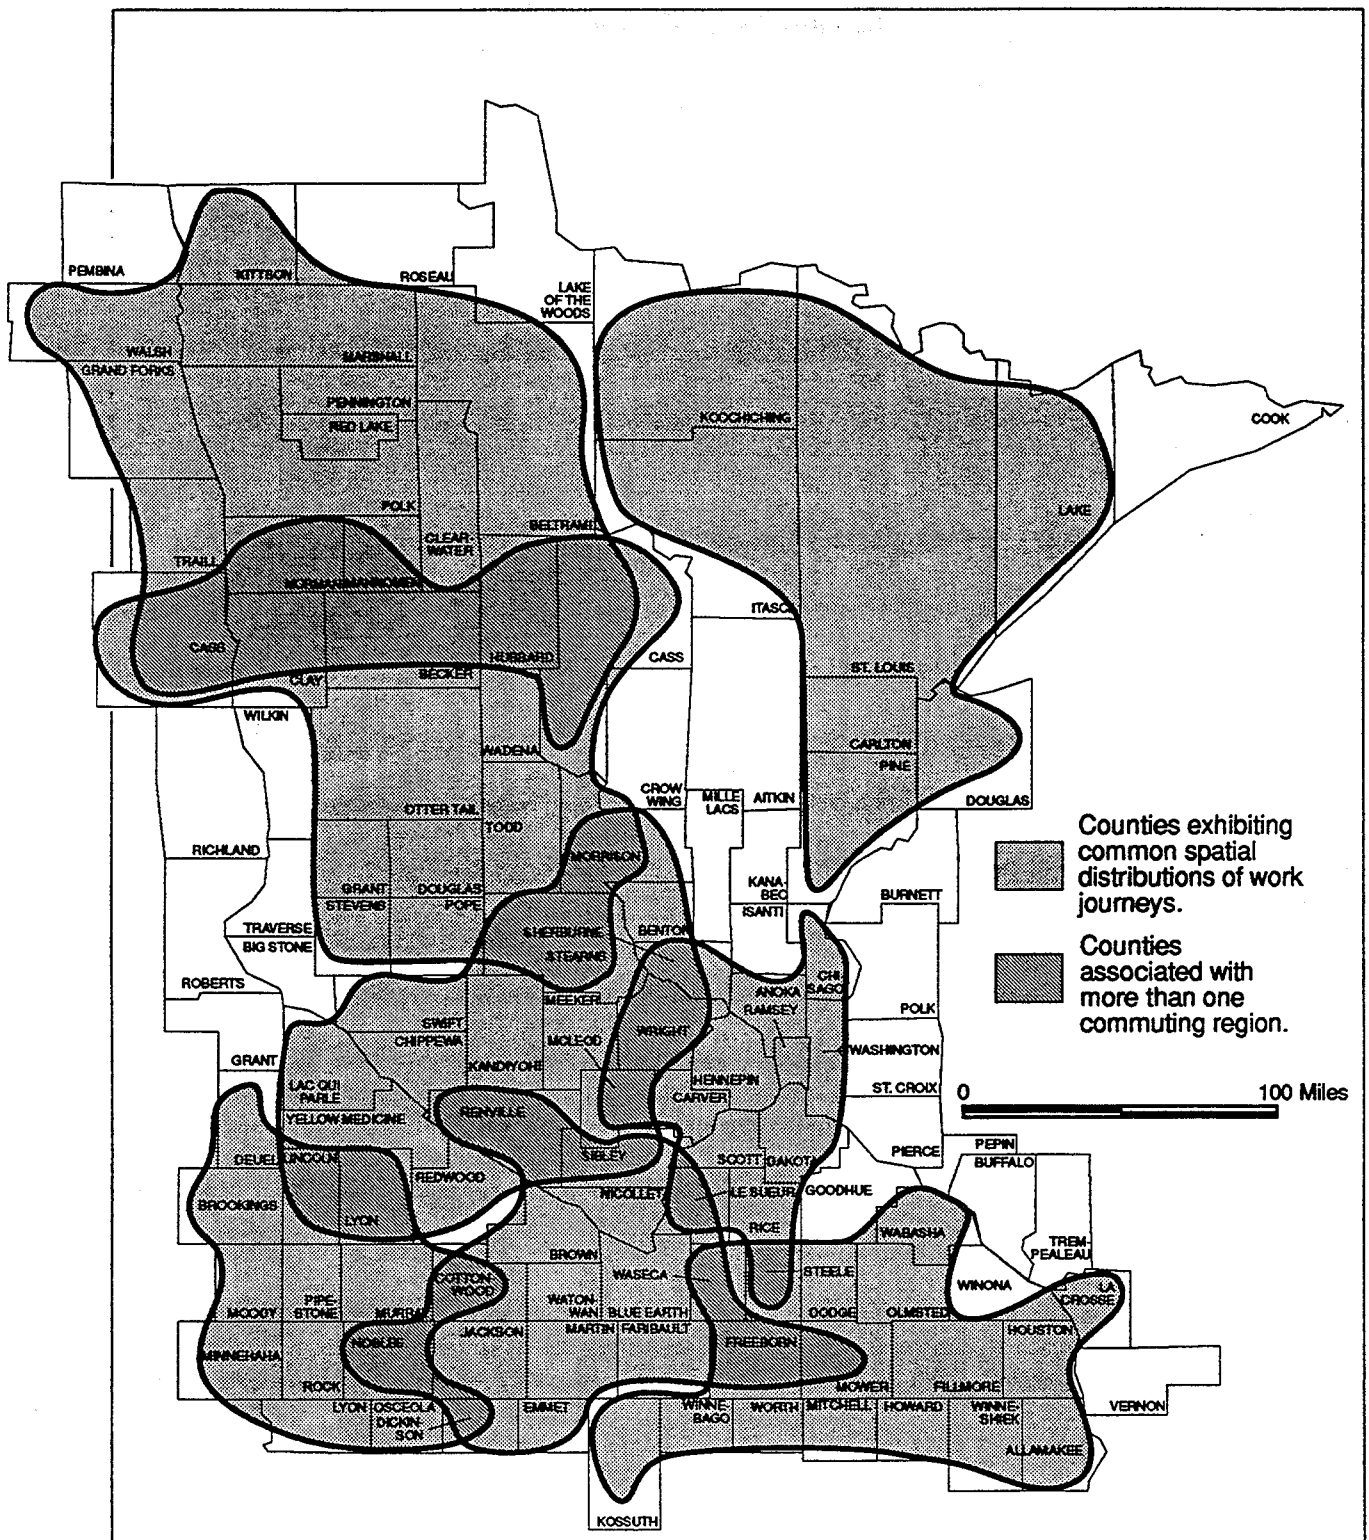 PEMBINA
KITTSON
ROSEAU
LAKE
OF THE
WOODS
WALSH
GRAND FORKS
MARSHALL
PENNINGTON
RED LAKE
KOOCHICHING
COOK
POLK
LAKE
BELTRAMI
CLEAR-
WATER
TRAILL
NORMAN
MAHNOMEN
ITASCA
CASS
HUBBARD
CASS
CLAY
BECKER
ST. LOUIS
WILKIN
WADENA
CARLTON
PINE
OTTER TAIL
CROW
WING
MILLE
LACS
AITKIN
DOUGLAS
TODD
RICHLAND
MORRISON
GRANT
STEVENS
DOUGLAS
POPE
KANA
BEC
ISANTI
BURNETT
TRAVERSE
BIG STONE
SHERBURNE
BENTON
STEARNS
ROBERTS
MEEKER
ANOKA
RAMSEY
CHI
SAGO
POLK
SWIFT
CHIPPEWA
MCLEOD
WRIGHT
WASHINGTON
GRANT
KANDIYOHI
HENNEPIN
ST. CROIX
LAC QUI
PARLE
CARVER
YELLOW MEDICINE
RENVILLE
PIERCE
PEPIN
BUFFALO
DEUEL
LINCOLN
REDWOOD
SIBLEY
SCOTT
DAKOTA
BROOKINGS
LYON
NICOLLET
LE SUEUR
GOODHUE
RICE
WABASHA
TREM-
PEALEAU
BROWN
COTTON-
WOOD
WASECA
STEELE
WINONA
LA
CROSSE
MOODY
PIPE-
STONE
MURRAY
WATON-
WAN
BLUE EARTH
DODGE
OLMSTED
MINNEHAHA
NOBLES
JACKSON
MARTIN
FARIBAULT
FREEBORN
HOUSTON
ROCK
MOWER
FILLMORE
LYON
OSCEOLA
DICKIN-
SON
EMMET
WINNE-
BAGO
WORTH
MITCHELL
HOWARD
WINNE-
SHIEK
VERNON
ALLAMAKEE
KOSSUTH
Counties exhibiting
common spatial
distributions of work
journeys.
Counties
associated with
more than one
commuting region.
0 100 Miles